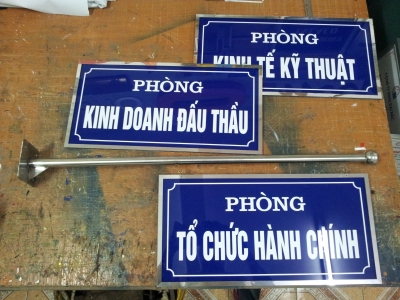 PHÒNG
KINH TẾ KỸ THUẬT
PHÒNG
KINH DOANH ĐẤU THẦU
PHÒNG
TỔ CHỨC HÀNH CHÍNH